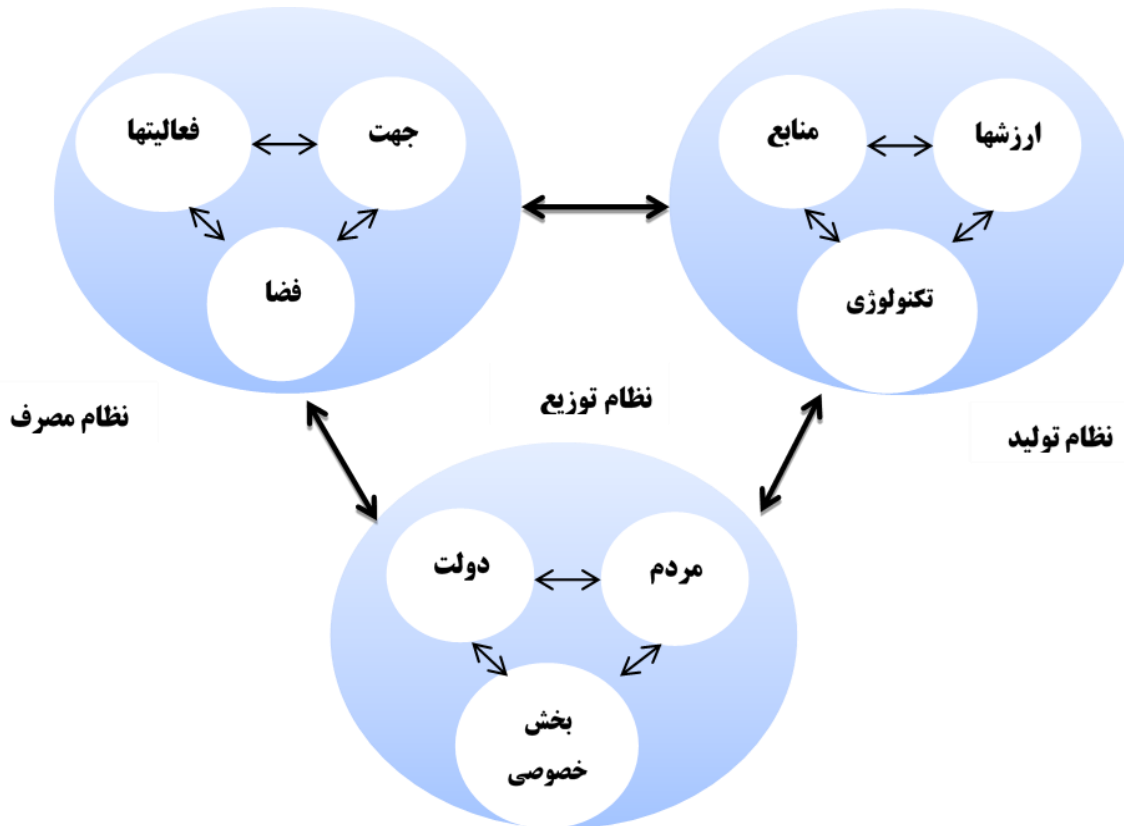 ارزشها
منابع
تکنولوژی
جهت
فعالیتها
فضا
نظام تولید
نظام توزیع
نظام مصرف
مردم
دولت
بخش
خصوصی